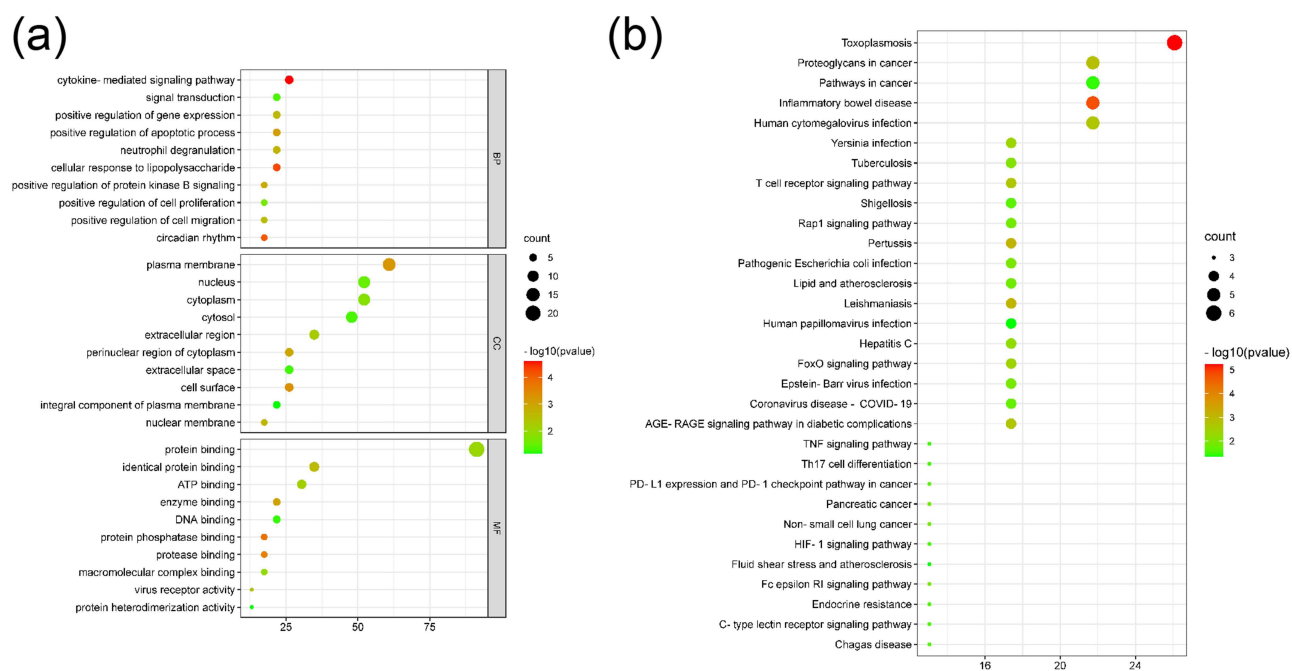 (a)
cytokine- mediated signaling pathway
signal transduction
positive regulation of gene expression
positive regulation of apoptotic process
neutrophil degranulation
cellular response to lipopolysaccharide
positive regulation of protein kinase B signaling
positive regulation of cell proliferation
positive regulation of cell migration
circadian rhythm
BP
plasma membrane
nucleus
cytoplasm
cytosol
extracellular region
perinuclear region of cytoplasm
extracellular space
cell surface
integral component of plasma membrane
nuclear membrane
CC
protein binding
identical protein binding
ATP binding
enzyme binding
DNA binding
protein phosphatase binding
protease binding
macromolecular complex binding
virus receptor activity
protein heterodimerization activity
MF
25 50 75
count
5
10
15
20
- log10(pvalue)
4
3
2
(b)
Toxoplasmosis
Proteoglycans in cancer
Pathways in cancer
Inflammatory bowel disease
Human cytomegalovirus infection
Yersinia infection
Tuberculosis
T cell receptor signaling pathway
Shigellosis
Rap1 signaling pathway
Pertussis
Pathogenic Escherichia coli infection
Lipid and atherosclerosis
Leishmaniasis
Human papillomavirus infection
Hepatitis C
FoxO signaling pathway
Epstein- Barr virus infection
Coronavirus disease - COVID- 19
AGE- RAGE signaling pathway in diabetic complications
TNF signaling pathway
Th17 cell differentiation
PD- L1 expression and PD- 1 checkpoint pathway in cancer
Pancreatic cancer
Non- small cell lung cancer
HIF- 1 signaling pathway
Fluid shear stress and atherosclerosis
Fc epsilon RI signaling pathway
Endocrine resistance
C- type lectin receptor signaling pathway
Chagas disease
16 20 24
count
3
4
5
6
- log10(pvalue)
5
4
3
2